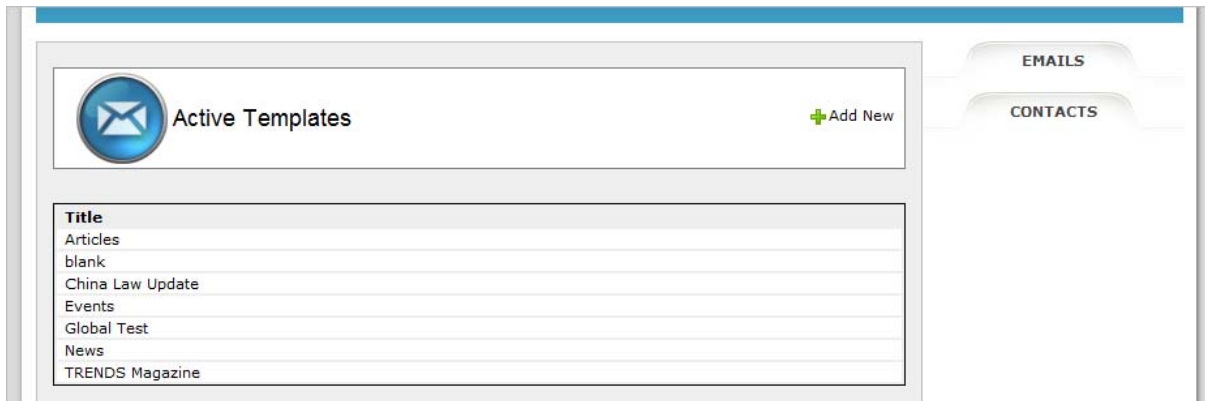 Active Templates
Add New
EMAILS
CONTACTS
Title
Articles
blank
China Law Update
Events
Global Test
News
TRENDS Magazine